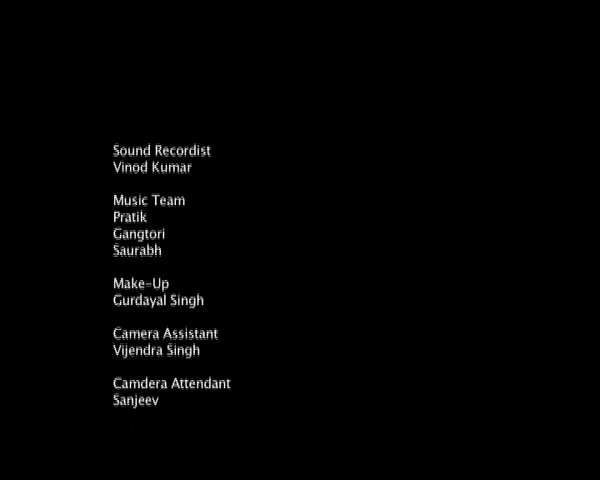 Sound Recordist
Vinod Kumar
Music Team
Pratik
Gangtori
Saurabh
Make-Up
Gurdayal Singh
Camera Assistant
Vijendra Singh
Camdera Attendant
Sanjeev